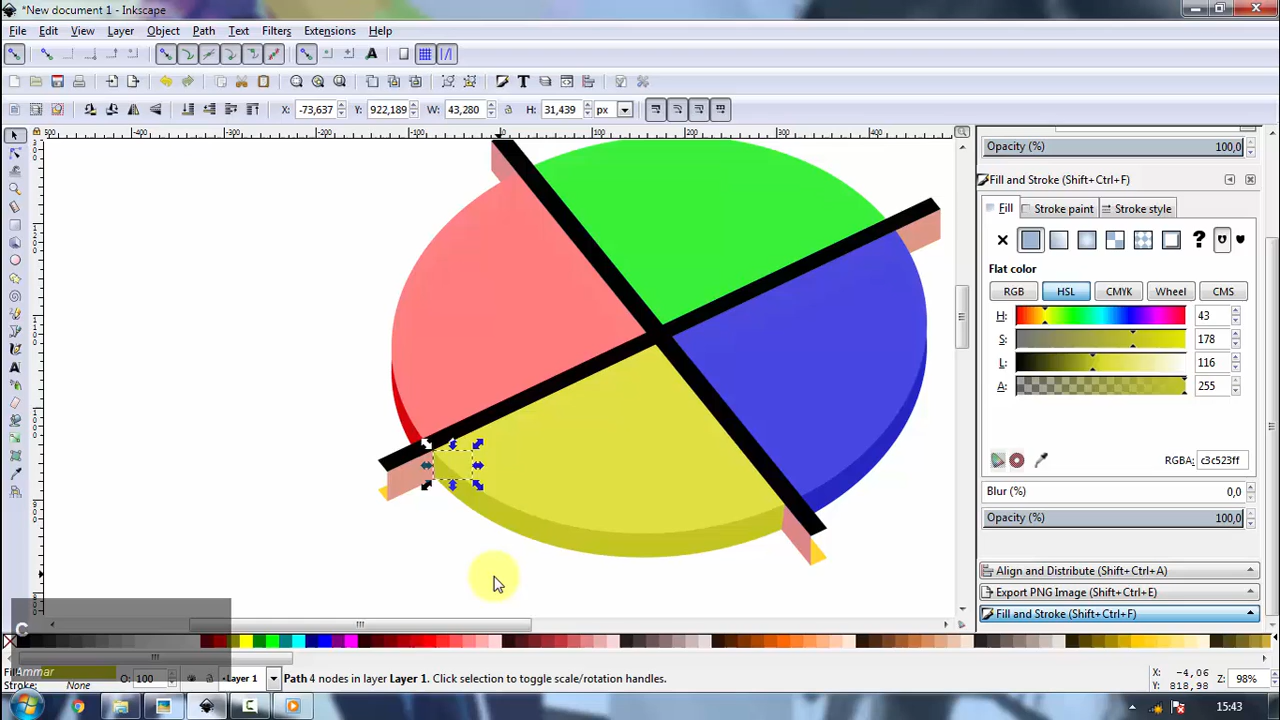 *New document 1 - Inkscape
File Edit View Layer Object Path Text Filters Extensions Help
X: -73,637 Y: 922,189 W: 43,280 H: 31,439 px
Opacity (%) 100,0
Fill and Stroke (Shift+Ctrl+F)
Fill Stroke paint Stroke style
Flat color
RGB HSL CMYK Wheel CMS
H: 43
S: 178
L: 116
A: 255
RGBA: c3c523ff
Blur (%) 0,0
Opacity (%) 100,0
Align and Distribute (Shift+Ctrl+A)
Export PNG Image (Shift+Ctrl+E)
Fill and Stroke (Shift+Ctrl+F)
C
Ammar
Stroke: None
O: 100
Layer 1
Path 4 nodes in layer Layer 1. Click selection to toggle scale/rotation handles.
X: -4,06
Y: 818,98
Z: 98%
15:43